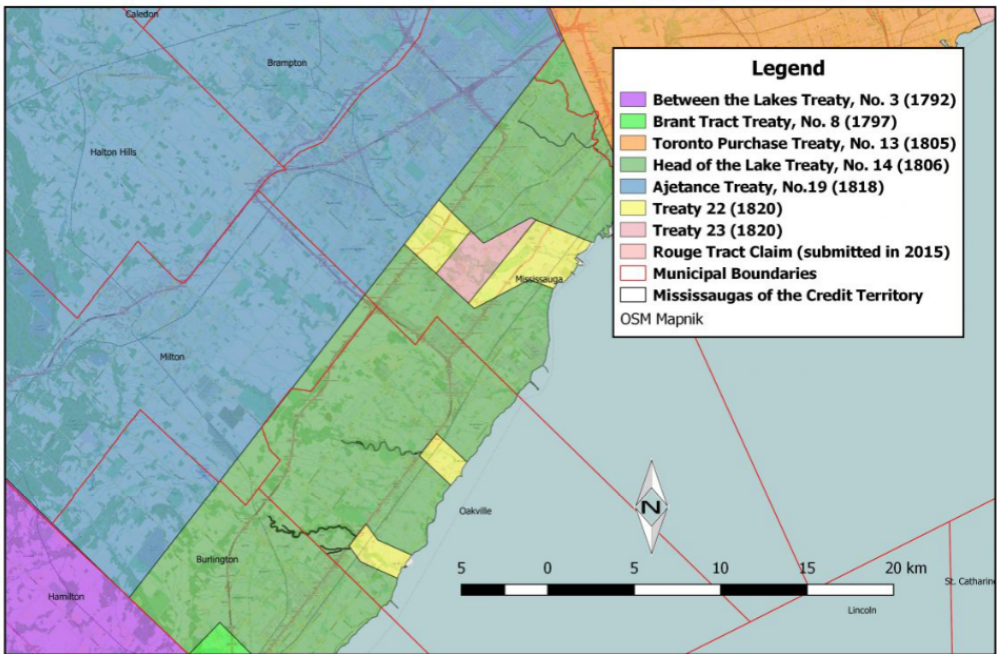 Caledon
Brampton
Halton Hills
Legend
Between the Lakes Treaty, No. 3 (1792)
Brant Tract Treaty, No. 8 (1797)
Toronto Purchase Treaty, No. 13 (1805)
Head of the Lake Treaty, No. 14 (1806)
Ajetance Treaty, No.19 (1818)
Treaty 22 (1820)
Treaty 23 (1820)
Rouge Tract Claim (submitted in 2015)
Municipal Boundaries
Mississaugas of the Credit Territory
OSM Mapnik
Mississauga
Milton
Oakville
N
Burlington
5 0 5 10 15 20 km
St. Catharine
Hamilton
Lincoln